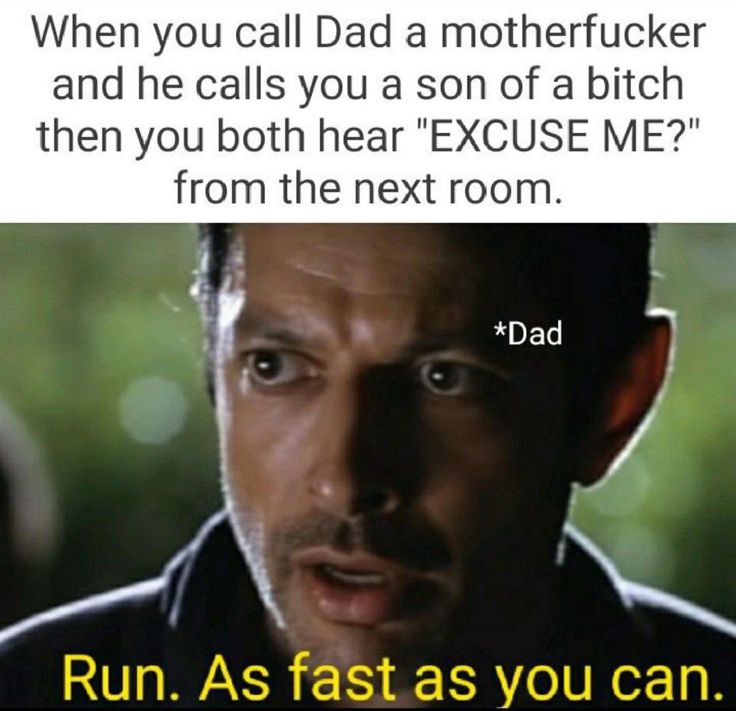 When you call Dad a motherfucker
and he calls you a son of a bitch
then you both hear "EXCUSE ME?"
from the next room.
*Dad
Run. As fast as you can.